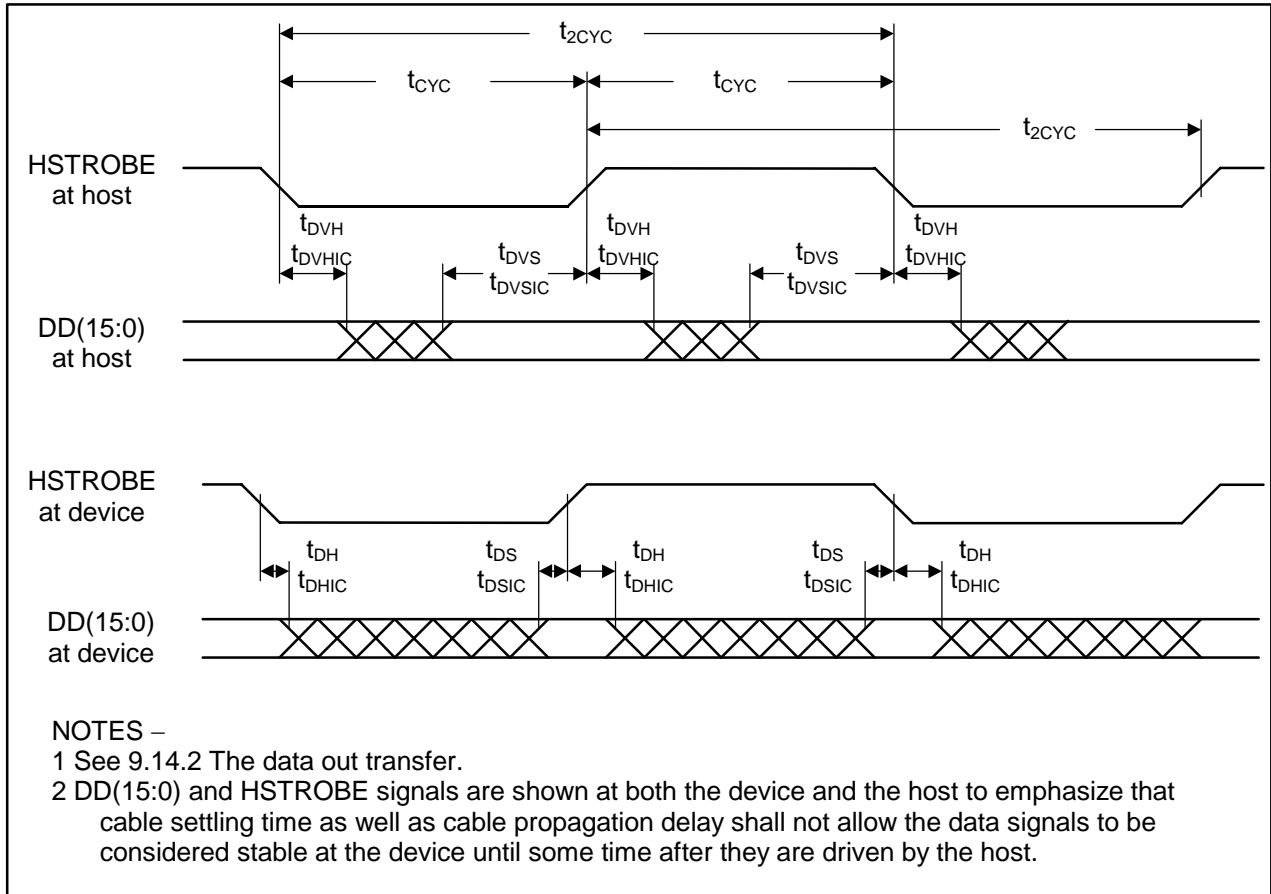 t2CYC
tCYC tCYC
t2CYC
HSTROBE
at host
tDVH tDVH tDVH
tDVHIC tDVS tDVHIC tDVS tDVHIC
tDVSIC tDVSIC
DD(15:0)
at host
HSTROBE
at device
tDH tDS tDH tDS tDH
tDHIC tDSIC tDHIC tDSIC tDHIC
DD(15:0)
at device
NOTES –
1 See 9.14.2 The data out transfer.
2 DD(15:0) and HSTROBE signals are shown at both the device and the host to emphasize that
cable settling time as well as cable propagation delay shall not allow the data signals to be
considered stable at the device until some time after they are driven by the host.